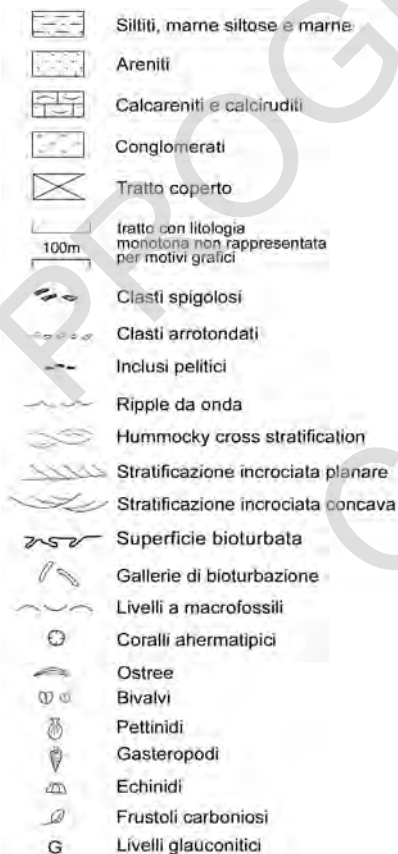 Siltiti, marne siltose e marne
Areniti
Calcareniti e calciruditi
Conglomerati
Tratto coperto
tratto con litologia
100m monotona non rappresentata
per motivi grafici
Clasti spigolosi
Clasti arrotondati
Inclusi pelitici
Ripple da onda
Hummocky cross stratification
Stratificazione incrociata planare
Stratificazione incrociata concava
Superficie bioturbata
Gallerie di bioturbazione
Livelli a macrofossili
Coralli ahermatipici
Ostree
Bivalvi
Pettinidi
Gasteropodi
Echinidi
Frustoli carboniosi
G Livelli glauconitici